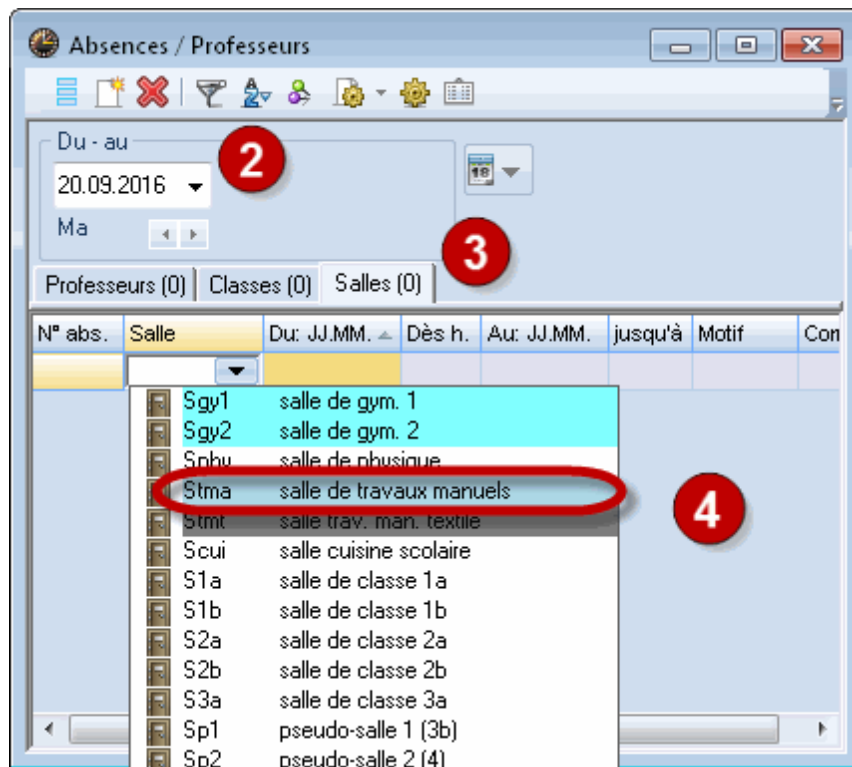 Absences / Professeurs
Du - au
20.09.2016
2
18
Ma
3
Professeurs (0) Classes (0) Salles (0)
N° abs. Salle Du: JJ.MM. Dès h. Au: JJ.MM. jusqu'à Motif Com
Sgy1 salle de gym. 1
Sgy2 salle de gym. 2
Sphy salle de physique
Stma salle de travaux manuels
4
Stmt salle trav. man. textile
Scui salle cuisine scolaire
S1a salle de classe 1a
S1b salle de classe 1b
S2a salle de classe 2a
S2b salle de classe 2b
S3a salle de classe 3a
Sp1 pseudo-salle 1 (3b)
Sp2 pseudo-salle 2 (4)